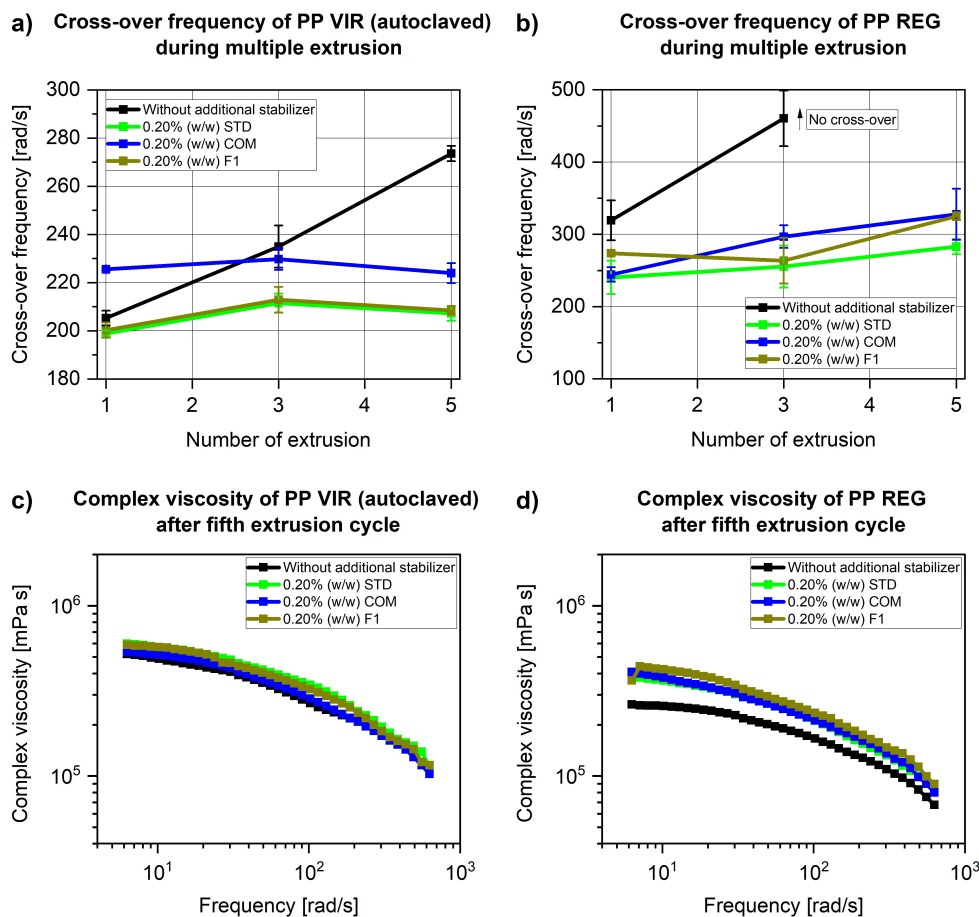 a) Cross-over frequency of PP VIR (autoclaved)
during multiple extrusion
Cross-over frequency [rad/s]
300
280
260
240
220
200
180
Without additional stabilizer
0.20% (w/w) STD
0.20% (w/w) COM
0.20% (w/w) F1
1 3 5
Number of extrusion
b) Cross-over frequency of PP REG
during multiple extrusion
Cross-over frequency [rad/s]
500
400
300
200
100
No cross-over
Without additional stabilizer
0.20% (w/w) STD
0.20% (w/w) COM
0.20% (w/w) F1
1 3 5
Number of extrusion
c) Complex viscosity of PP VIR (autoclaved)
after fifth extrusion cycle
Complex viscosity [mPa s]
10⁶
10⁵
Without additional stabilizer
0.20% (w/w) STD
0.20% (w/w) COM
0.20% (w/w) F1
10¹ 10² 10³
Frequency [rad/s]
d) Complex viscosity of PP REG
after fifth extrusion cycle
Complex viscosity [mPa s]
10⁶
10⁵
Without additional stabilizer
0.20% (w/w) STD
0.20% (w/w) COM
0.20% (w/w) F1
10¹ 10² 10³
Frequency [rad/s]